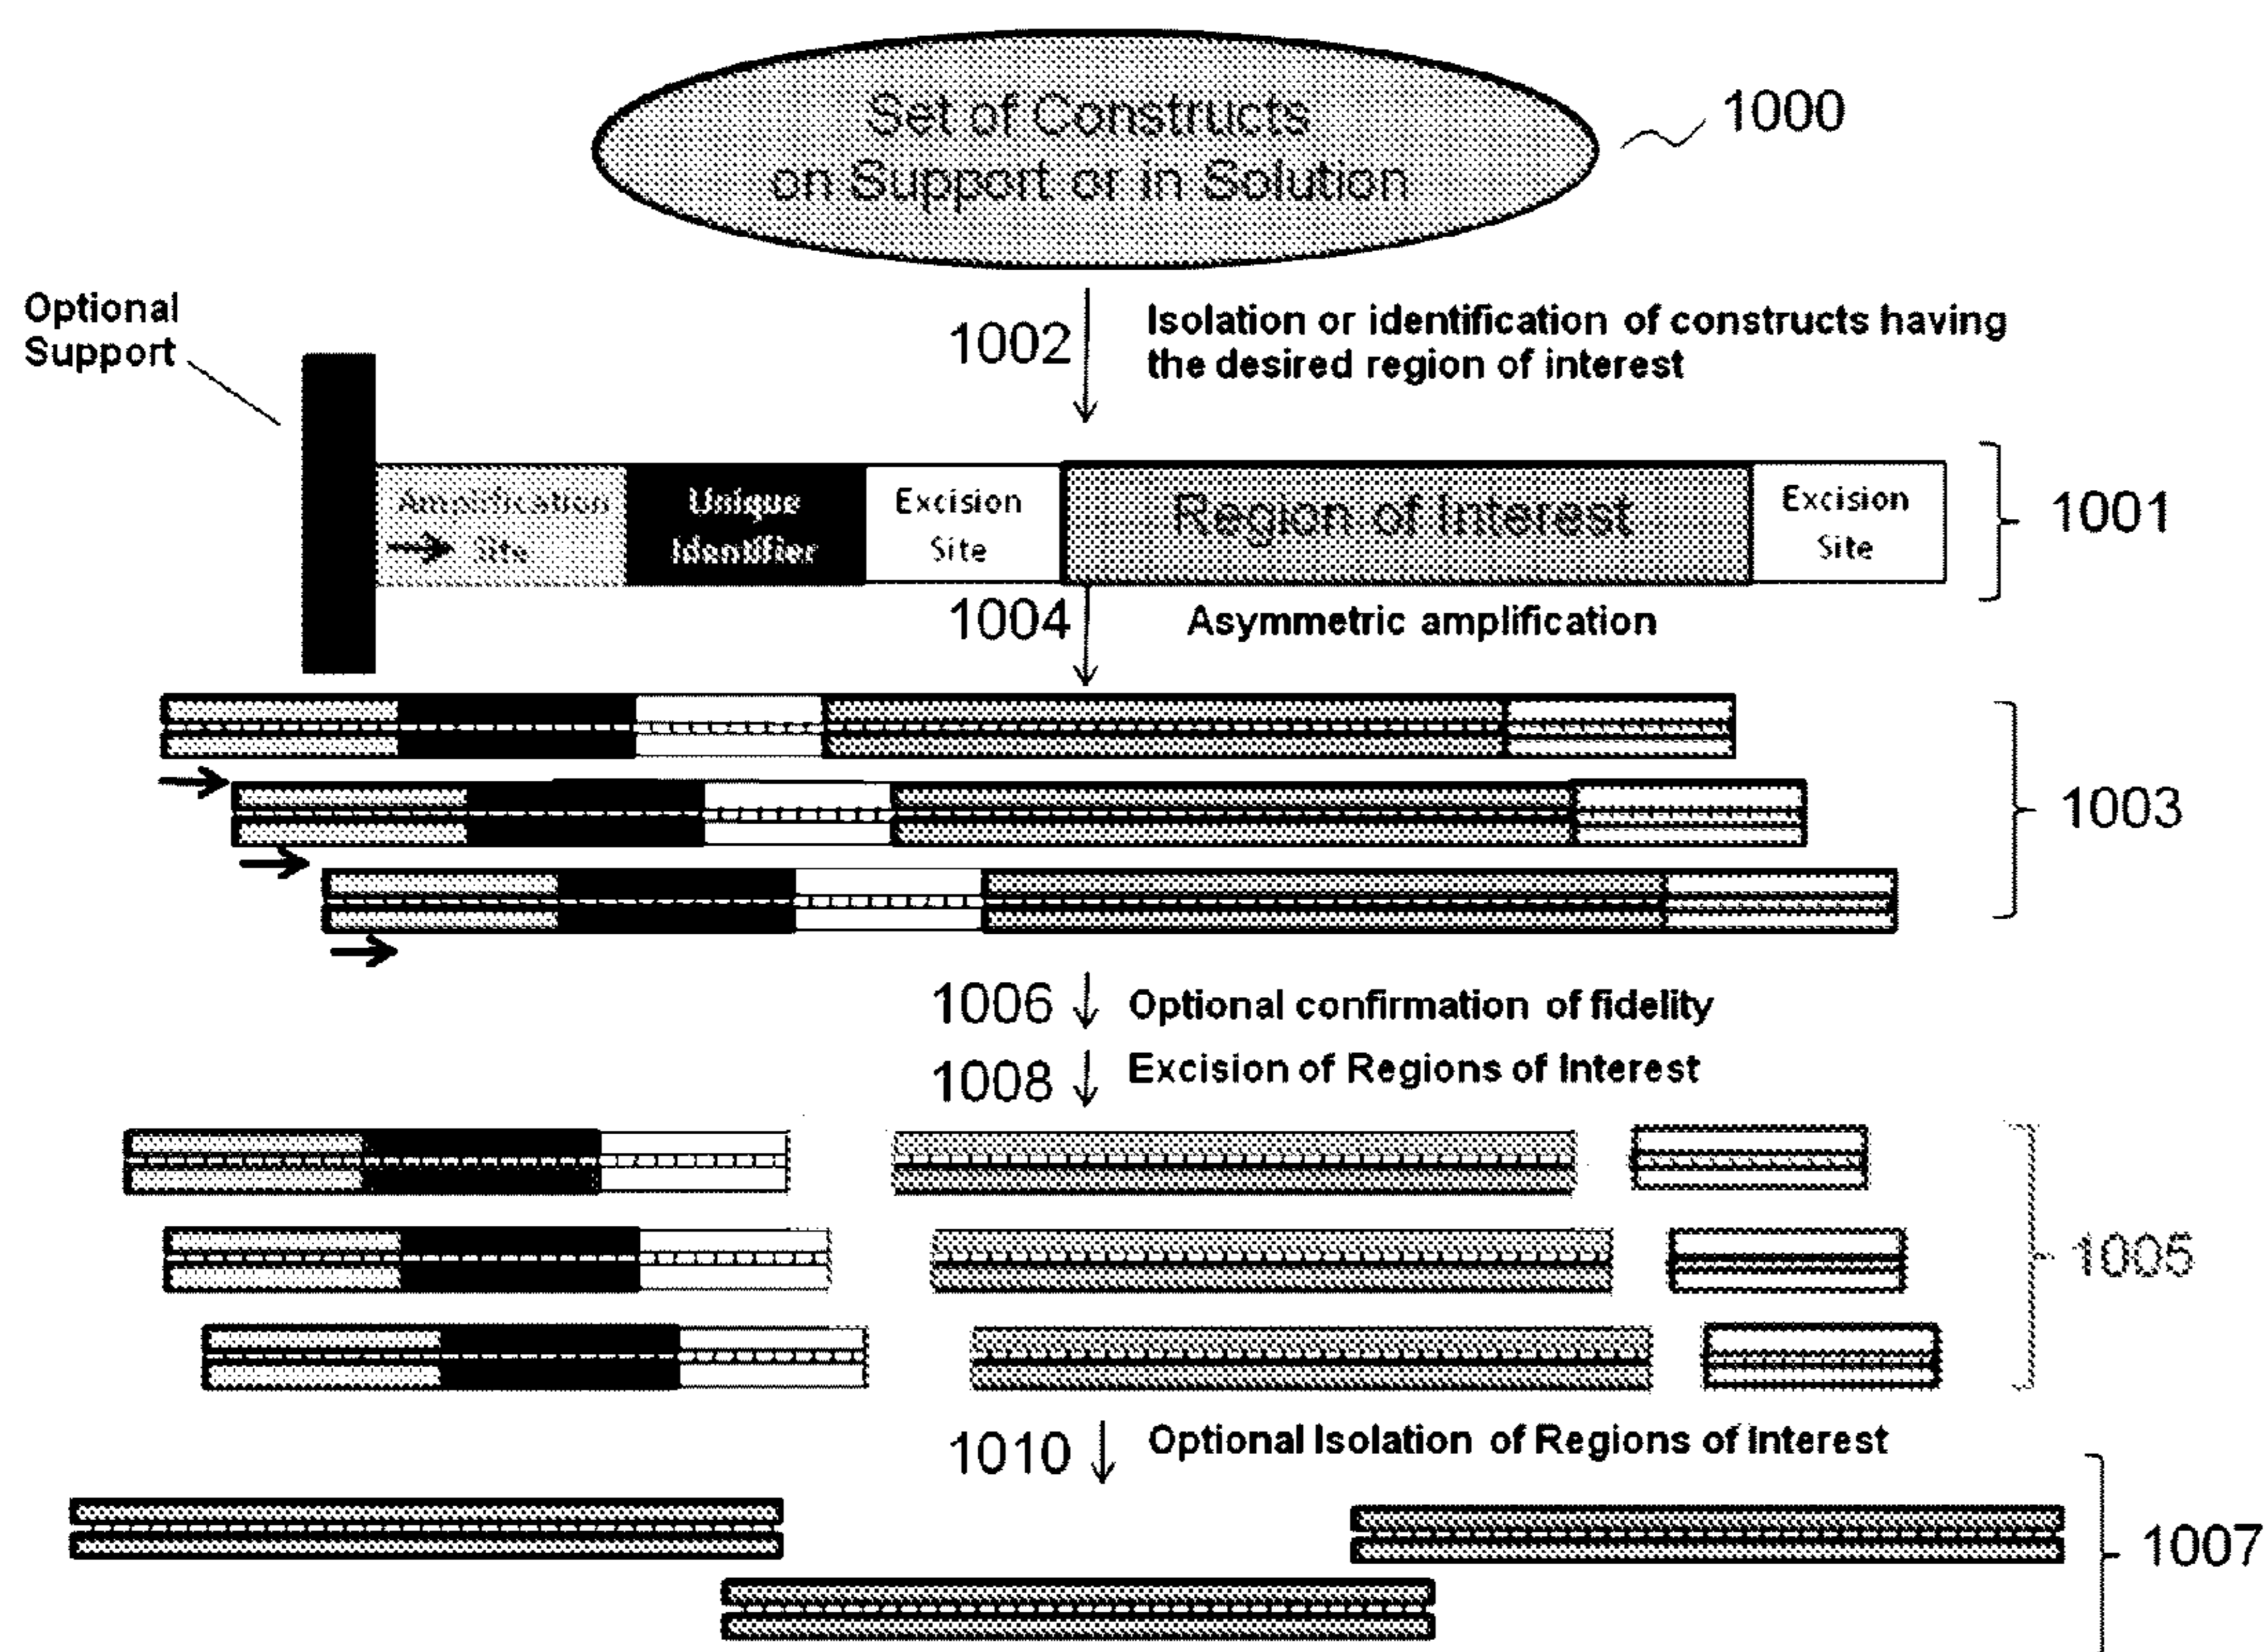 Set of Constructs
on Support or in Solution
1000
Optional
Support
1002
Isolation or identification of constructs having
the desired region of interest
Amplification
Site
Unique
Identifier
Excision
Site
Region of Interest
Excision
Site
1001
1004
Asymmetric amplification
1003
1006
Optional confirmation of fidelity
1008
Excision of Regions of Interest
1005
1010
Optional Isolation of Regions of Interest
1007